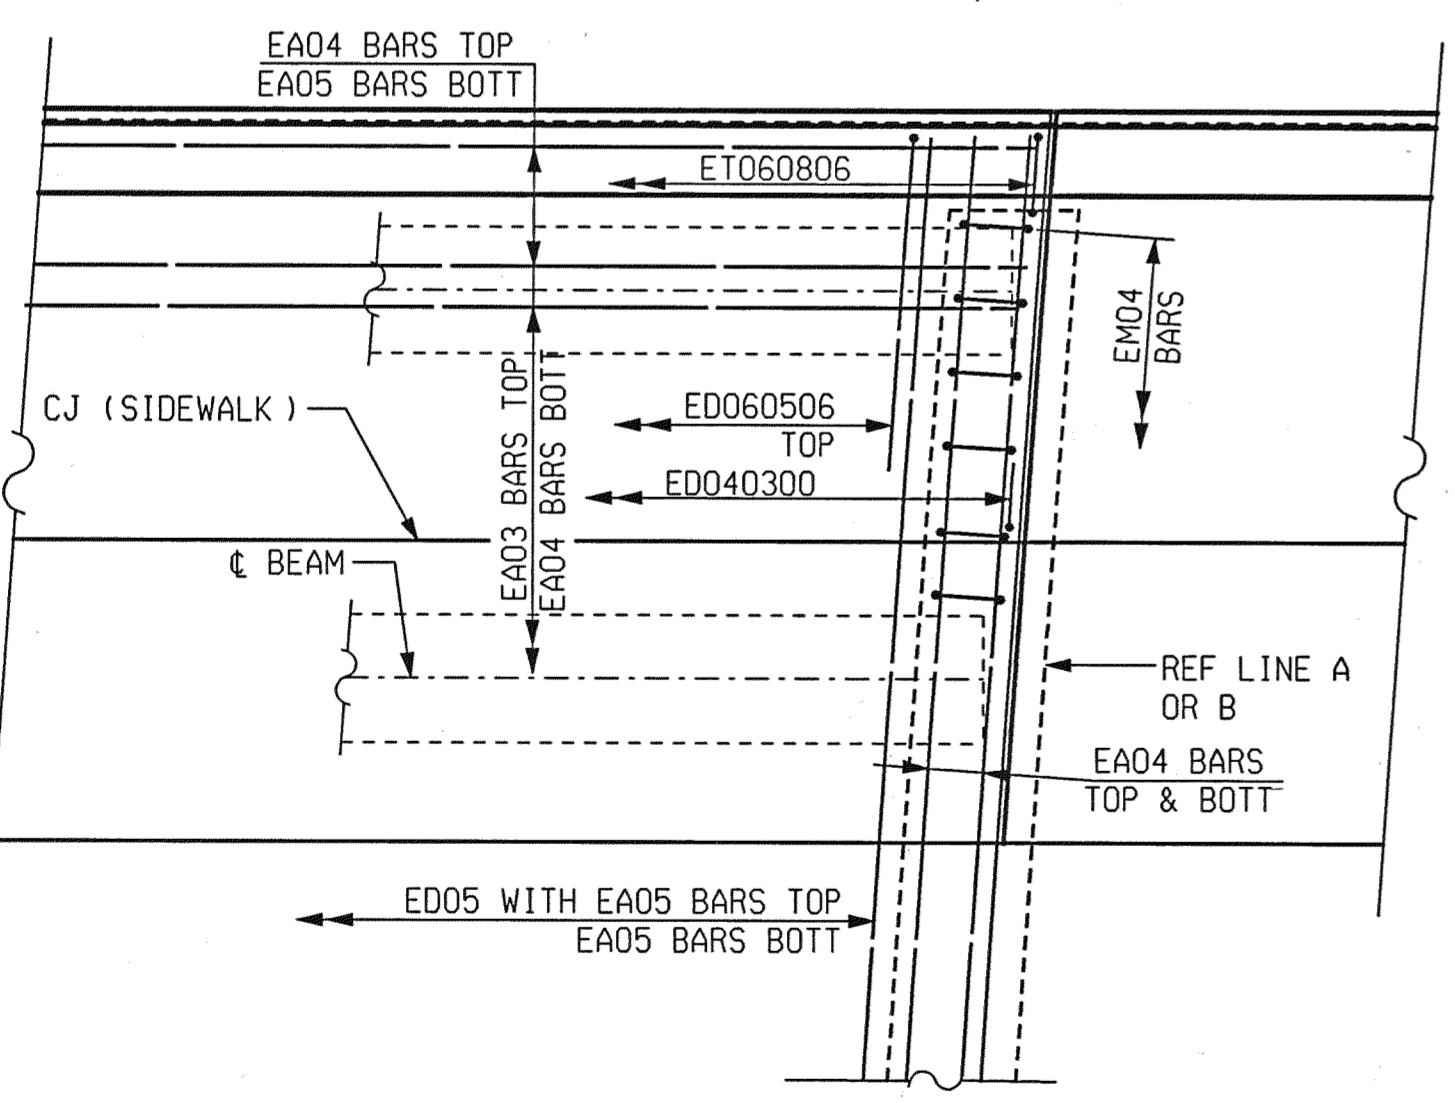 EA04 BARS TOP
EA05 BARS BOTT
ET060806
EM04
BARS
CJ (SIDEWALK)
ED060506
TOP
EA03 BARS TOP
EA04 BARS BOTT
ED040300
℄ BEAM
REF LINE A
OR B
EA04 BARS
TOP & BOTT
ED05 WITH EA05 BARS TOP
EA05 BARS BOTT